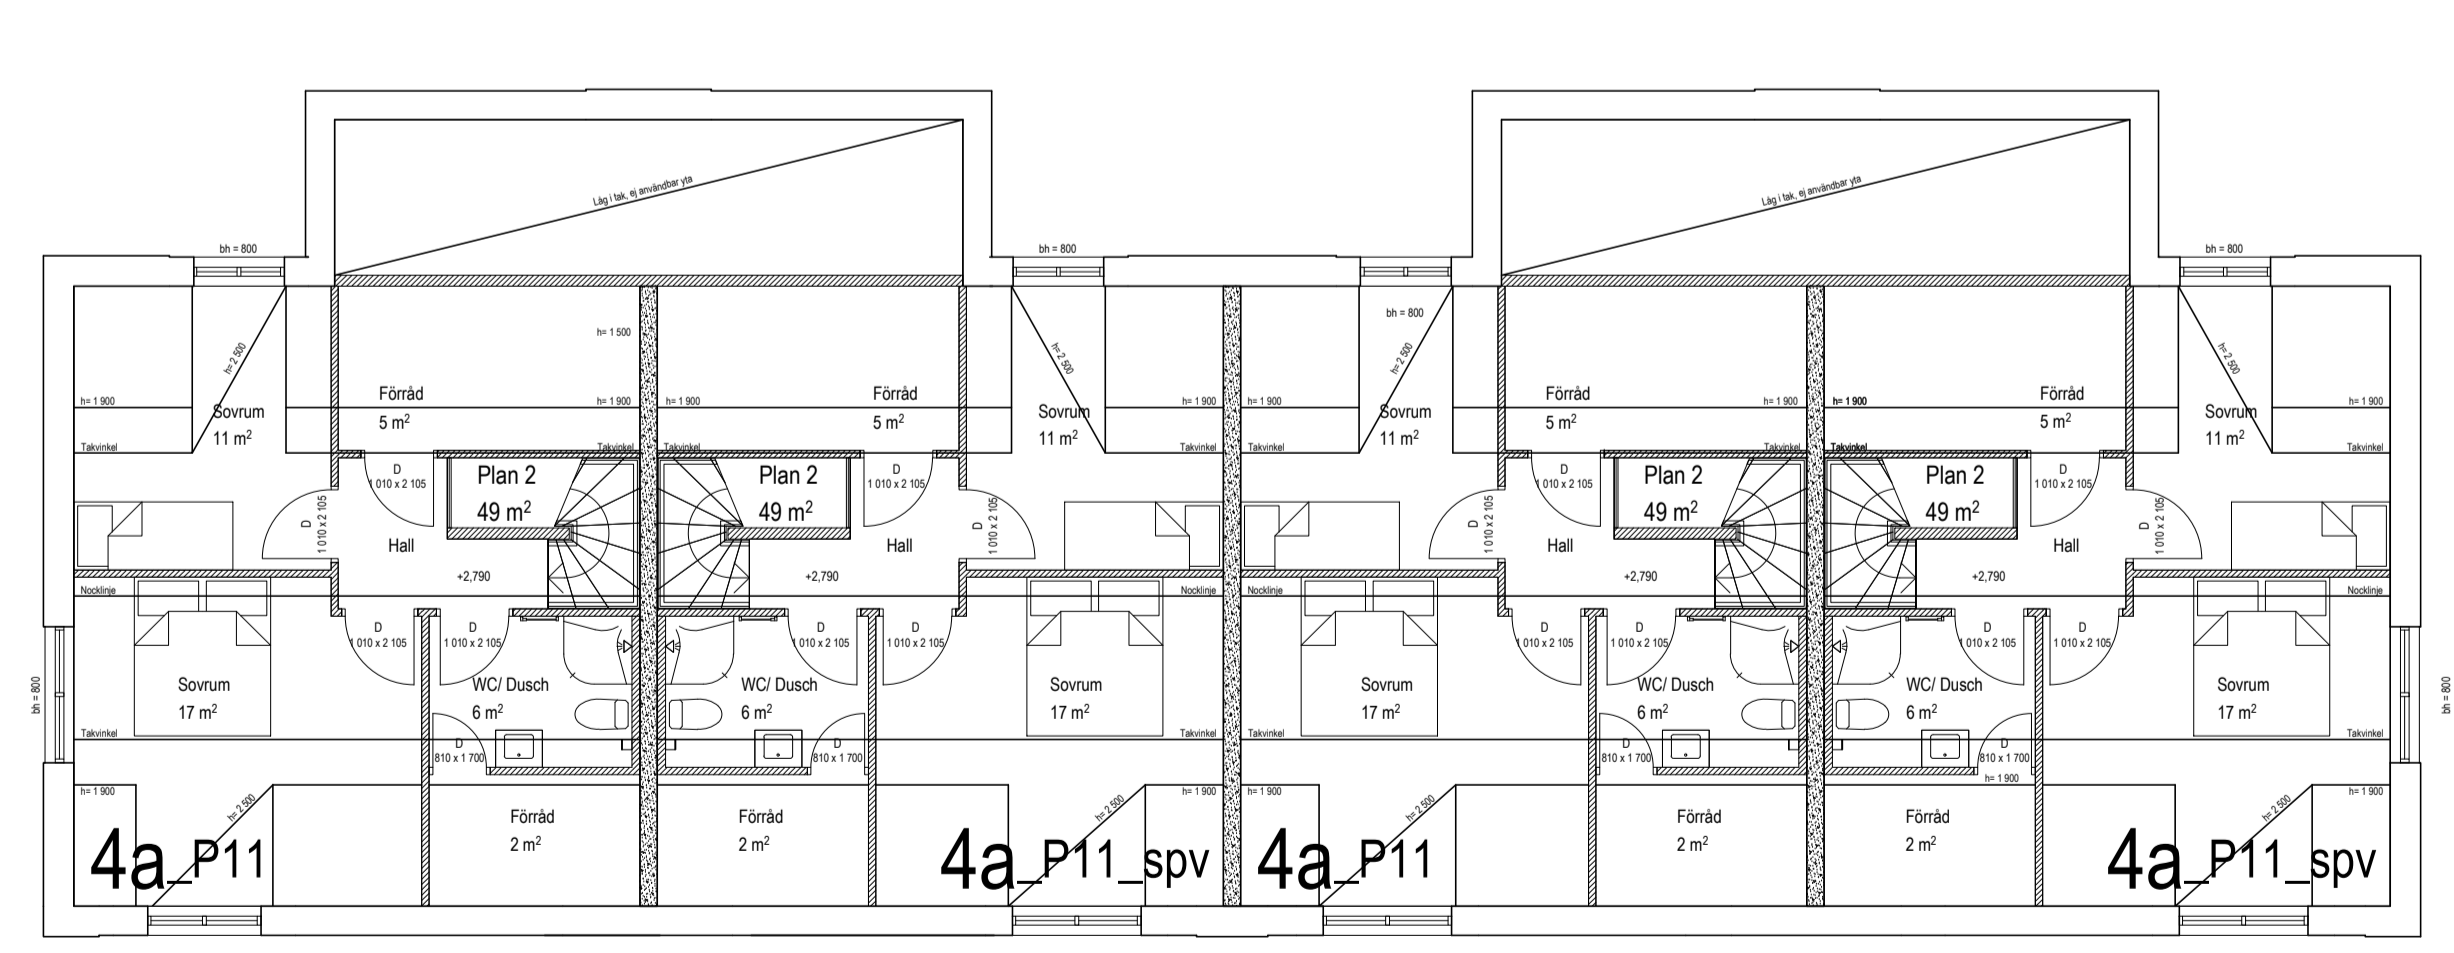 Låg i tak, ej användbar yta
Låg i tak, ej användbar yta
bh = 800
bh = 800
bh = 800
bh = 800
h= 1 500
h= 2 500
h= 2 500
h= 2 500
h= 2 500
Förråd
5 m²
Förråd
5 m²
Förråd
5 m²
Förråd
5 m²
h= 1 900
h= 1 900
h= 1 900
h= 1 900
h= 1 900
h= 1 900
h= 1 900
h= 1 900
Sovrum
11 m²
Sovrum
11 m²
Sovrum
11 m²
Sovrum
11 m²
Takvinkel
Takvinkel
Takvinkel
Takvinkel
Takvinkel
Takvinkel
Takvinkel
Takvinkel
D
1 010 x 2 105
Plan 2
49 m²
Plan 2
49 m²
D
1 010 x 2 105
D
1 010 x 2 105
Plan 2
49 m²
Plan 2
49 m²
D
1 010 x 2 105
D
1 010 x 2 105
D
1 010 x 2 105
D
1 010 x 2 105
D
1 010 x 2 105
Hall
Hall
Hall
Hall
+2,790
+2,790
+2,790
+2,790
Nocklinje
Nocklinje
Nocklinje
Nocklinje
D
1 010 x 2 105
D
1 010 x 2 105
D
1 010 x 2 105
D
1 010 x 2 105
D
1 010 x 2 105
D
1 010 x 2 105
D
1 010 x 2 105
D
1 010 x 2 105
bh = 800
Sovrum
17 m²
WC/ Dusch
6 m²
WC/ Dusch
6 m²
Sovrum
17 m²
Sovrum
17 m²
WC/ Dusch
6 m²
WC/ Dusch
6 m²
Sovrum
17 m²
bh = 800
Takvinkel
Takvinkel
Takvinkel
Takvinkel
D
810 x 1 700
D
810 x 1 700
D
810 x 1 700
D
810 x 1 700
h= 1 900
h= 1 900
h= 1 900
h= 1 900
h= 1 900
h= 2 500
h= 2 500
h= 2 500
h= 2 500
Förråd
2 m²
Förråd
2 m²
Förråd
2 m²
Förråd
2 m²
4a_P11
4a_P11_spv
4a_P11
4a_P11_spv